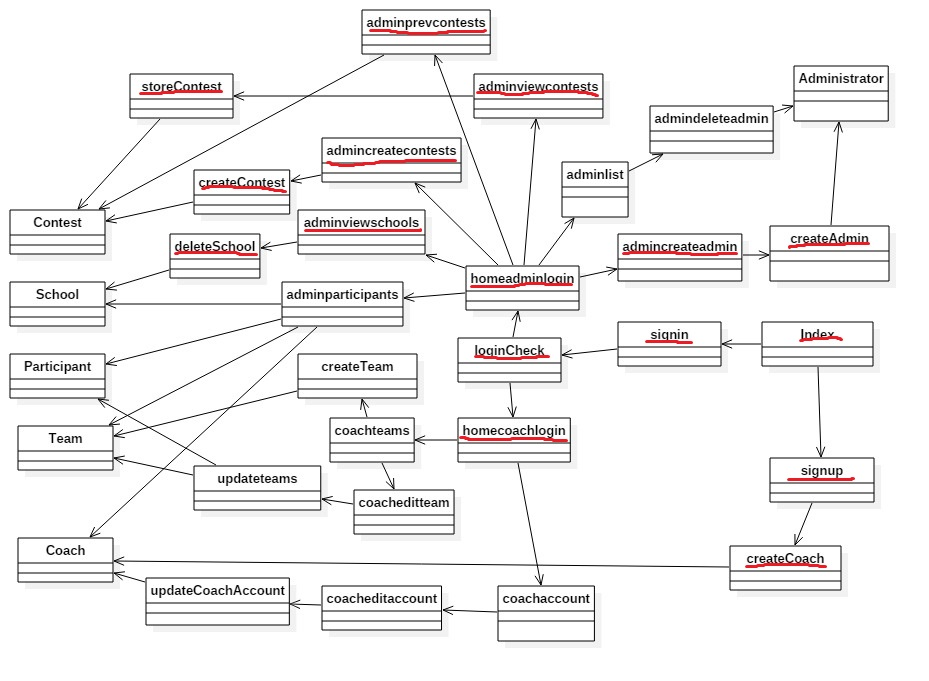 adminprevcontests
storeContest
adminviewcontests
Administrator
admindeleteadmin
admincreatecontests
adminlist
createContest
Contest
adminviewschools
deleteSchool
admincreateadmin
createAdmin
homeadminlogin
School
adminparticipants
signin
Index
loginCheck
Participant
createTeam
Team
coachteams
homecoachlogin
signup
updateteams
coacheditteam
Coach
createCoach
updateCoachAccount
coacheditaccount
coachaccount